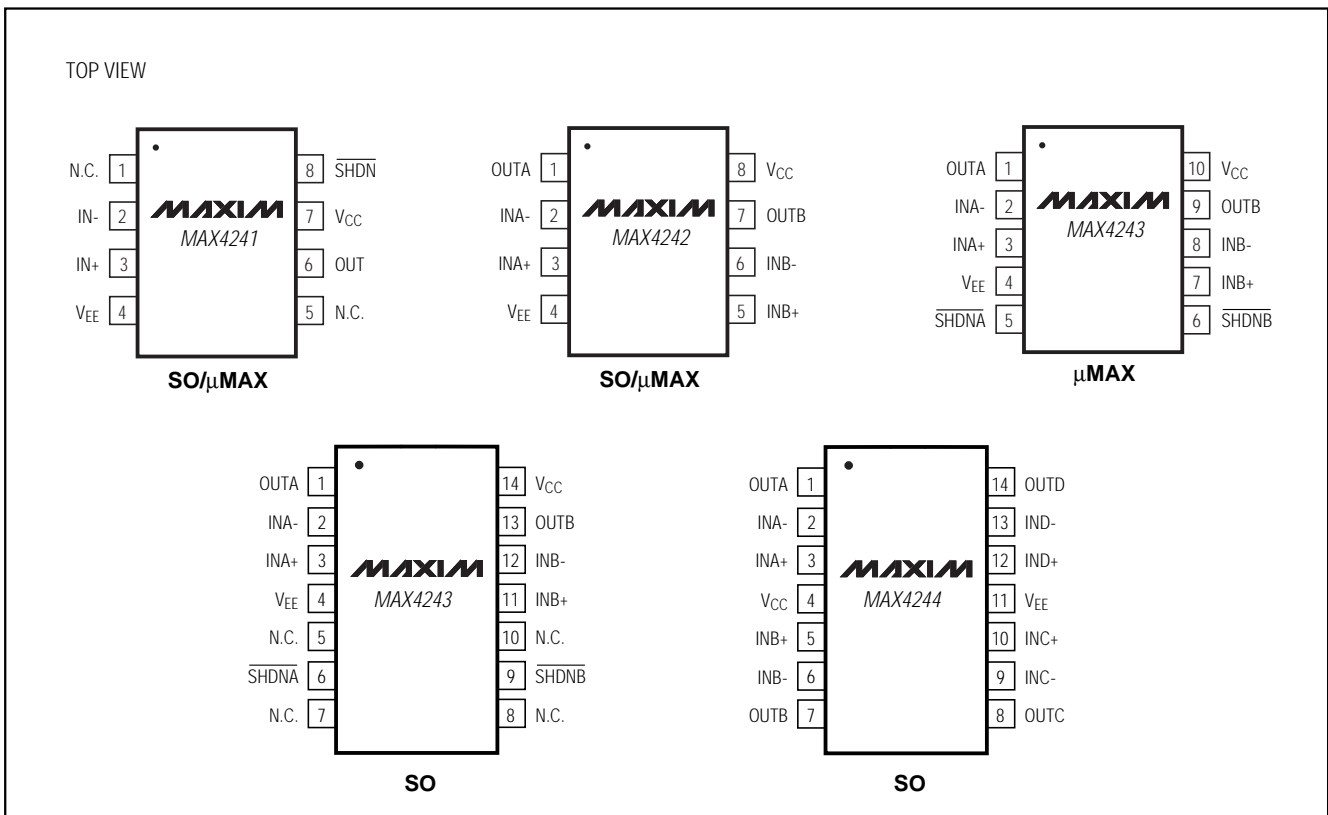 TOP VIEW
N.C. 1 8 SHDN
IN- 2 MAXIM 7 VCC
MAX4241
IN+ 3 6 OUT
VEE 4 5 N.C.
SO/µMAX
OUTA 1 8 VCC
INA- 2 MAXIM 7 OUTB
MAX4242
INA+ 3 6 INB-
VEE 4 5 INB+
SO/µMAX
OUTA 1 10 VCC
INA- 2 MAXIM 9 OUTB
MAX4243
INA+ 3 8 INB-
VEE 4 7 INB+
SHDNA 5 6 SHDNB
µMAX
OUTA 1 14 VCC
INA- 2 13 OUTB
INA+ 3 MAXIM 12 INB-
VEE 4 MAX4243 11 INB+
N.C. 5 10 N.C.
SHDNA 6 9 SHDNB
N.C. 7 8 N.C.
SO
OUTA 1 14 OUTD
INA- 2 13 IND-
INA+ 3 MAXIM 12 IND+
VCC 4 MAX4244 11 VEE
INB+ 5 10 INC+
INB- 6 9 INC-
OUTB 7 8 OUTC
SO